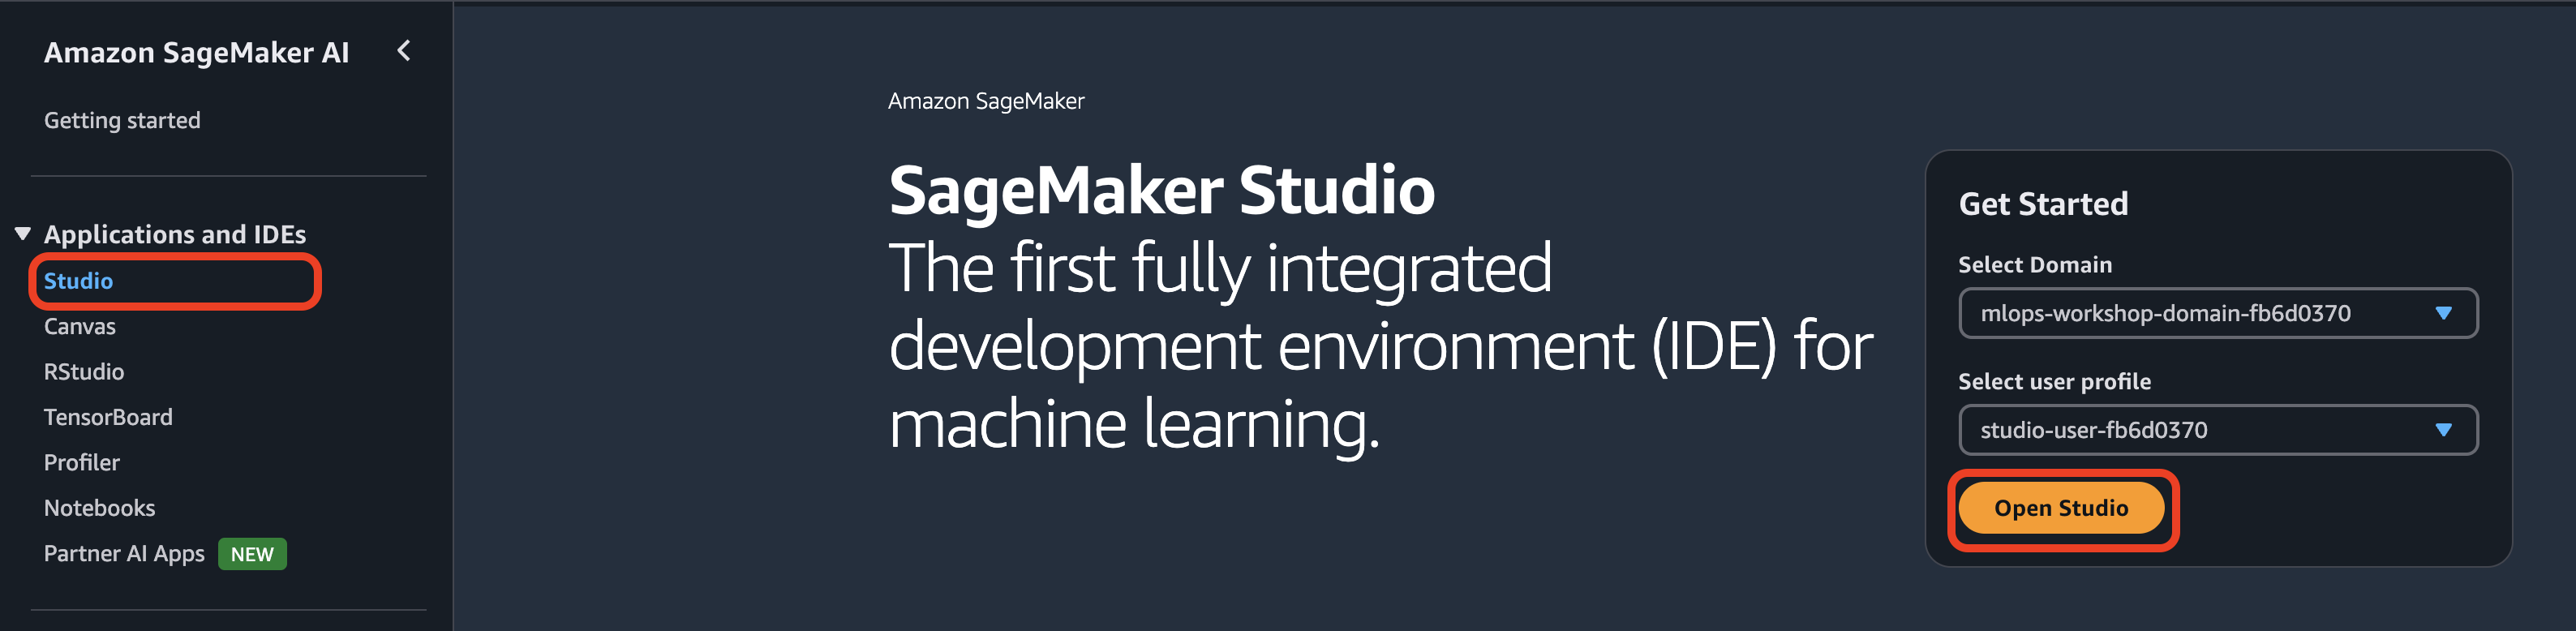 Amazon SageMaker AI
Getting started
Applications and IDEs
Studio
Canvas
RStudio
TensorBoard
Profiler
Notebooks
Partner AI Apps NEW
Amazon SageMaker
SageMaker Studio
The first fully integrated
development environment (IDE) for
machine learning.
Get Started
Select Domain
mlops-workshop-domain-fb6d0370
Select user profile
studio-user-fb6d0370
Open Studio